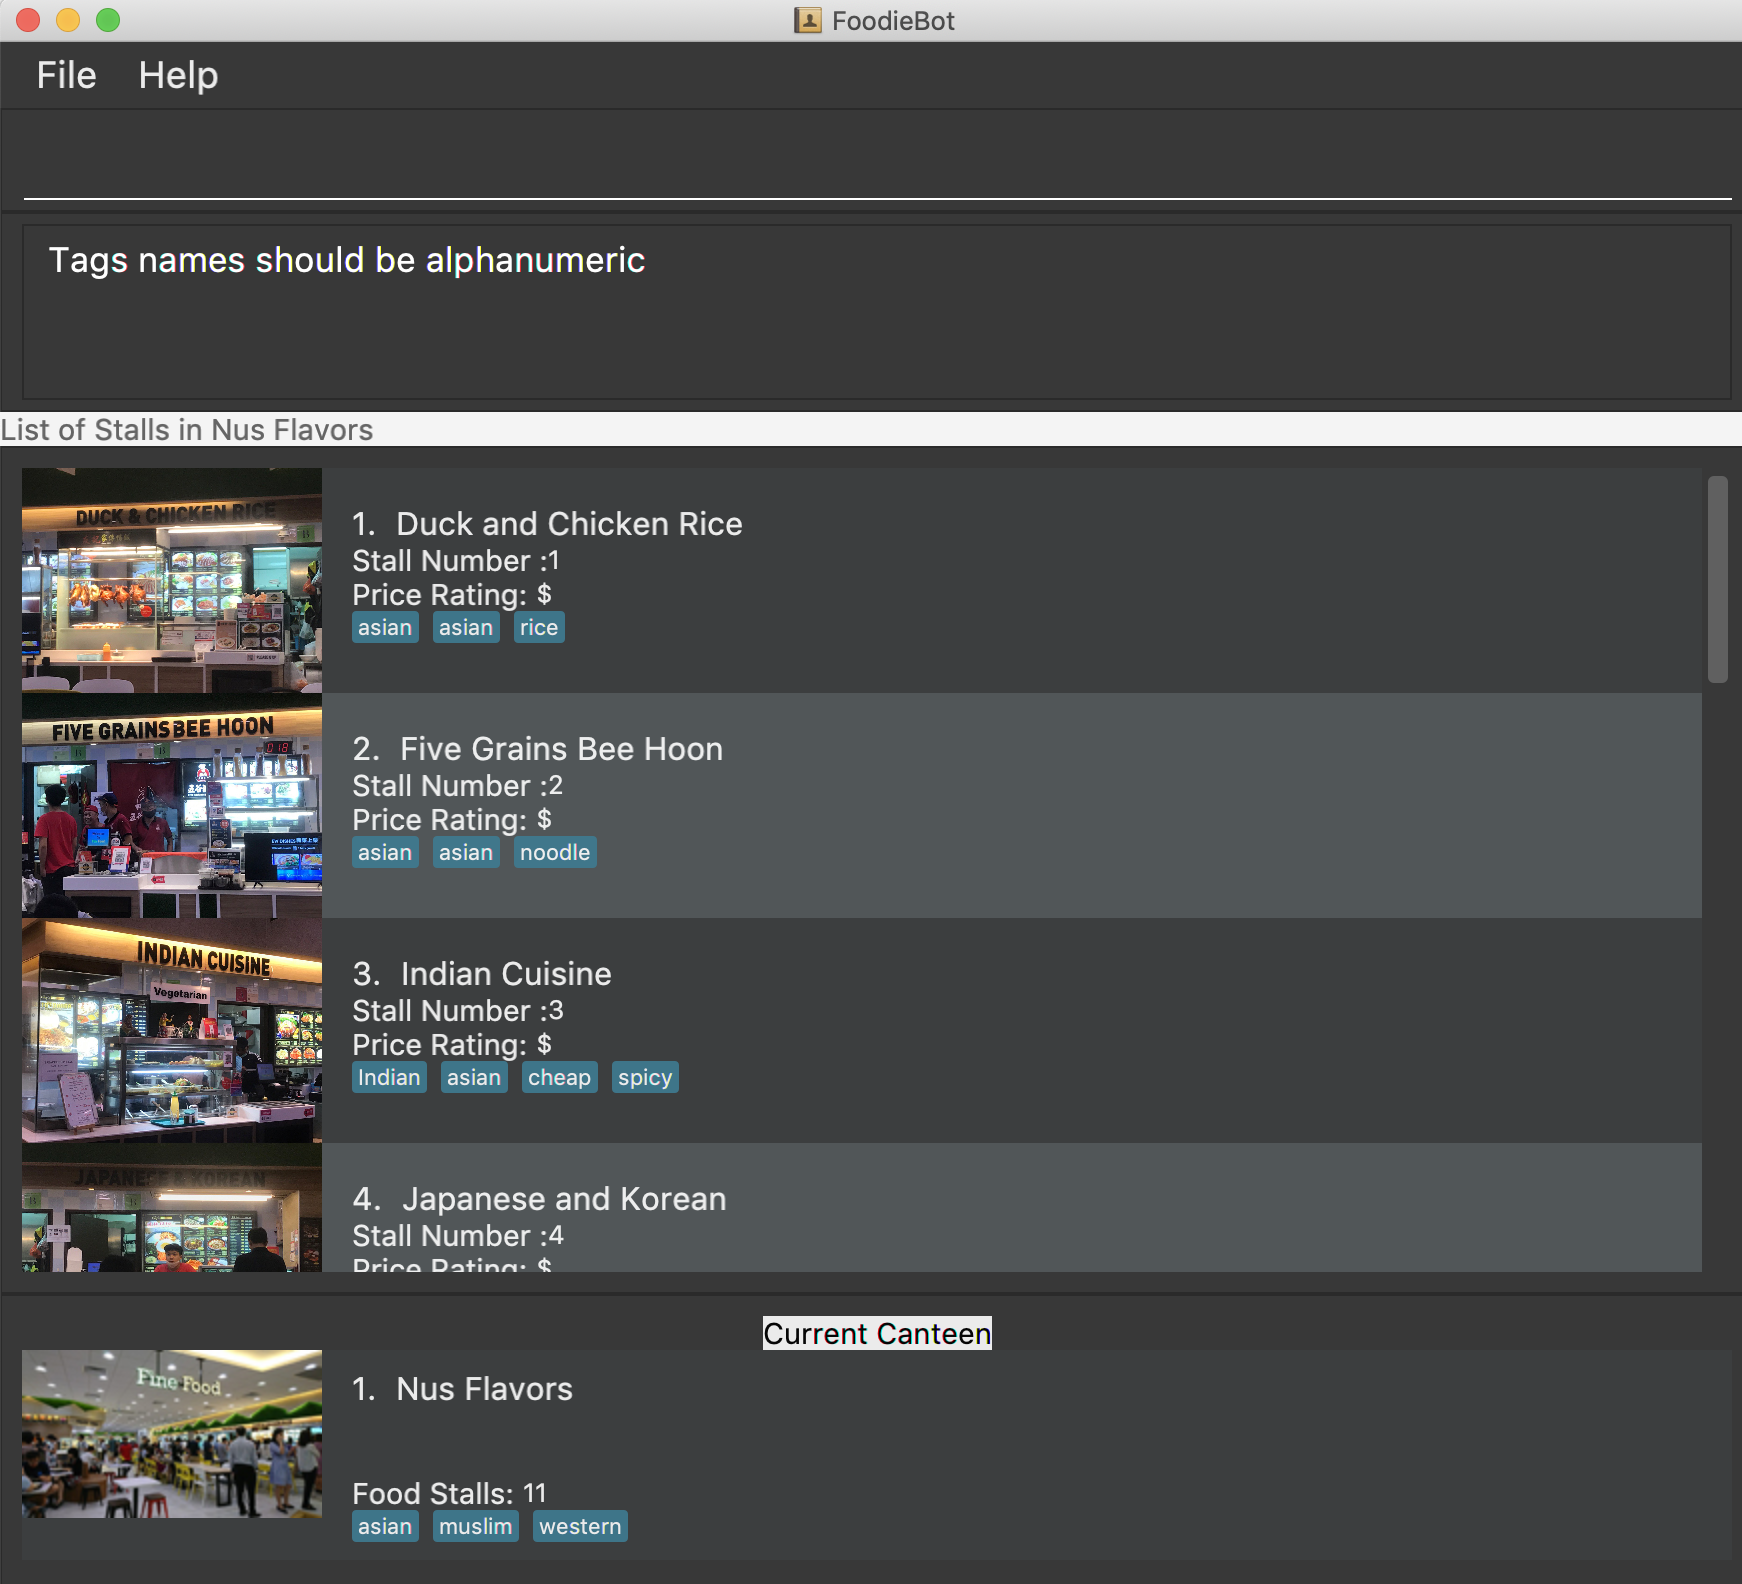 FoodieBot
File Help
Tags names should be alphanumeric
List of Stalls in Nus Flavors
DUCK & CHICKEN RICE
1. Duck and Chicken Rice
Stall Number :1
Price Rating: $
asian asian rice
FIVE GRAINS BEE HOON
2. Five Grains Bee Hoon
Stall Number :2
Price Rating: $
asian asian noodle
INDIAN CUISINE
Vegetarian
3. Indian Cuisine
Stall Number :3
Price Rating: $
Indian asian cheap spicy
JAPANESE & KOREAN
4. Japanese and Korean
Stall Number :4
Price Rating: $
Current Canteen
Fine Food
1. Nus Flavors
Food Stalls: 11
asian muslim western